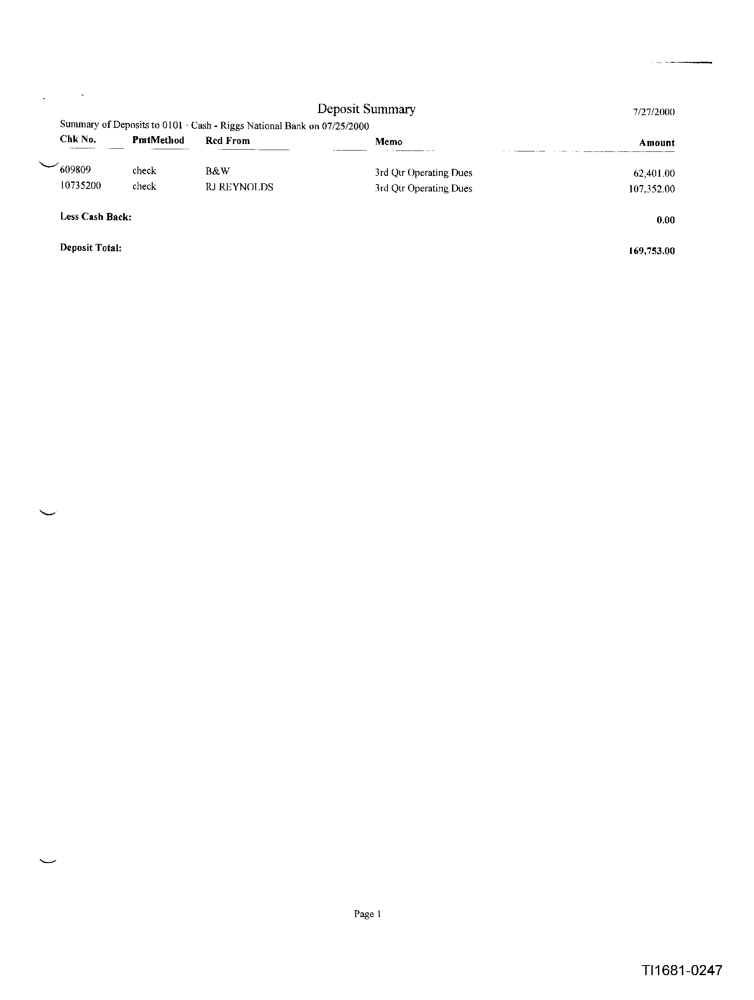 Deposit Summary
7/27/2000
Summary of Deposits to 0101 · Cash - Riggs National Bank on 07/25/2000
Chk No. PmtMethod Rcd From Memo Amount
609809 check B&W 3rd Qtr Operating Dues 62,401.00
10735200 check RJ REYNOLDS 3rd Qtr Operating Dues 107,352.00
Less Cash Back: 0.00
Deposit Total: 169,753.00
Page 1
TI1681-0247